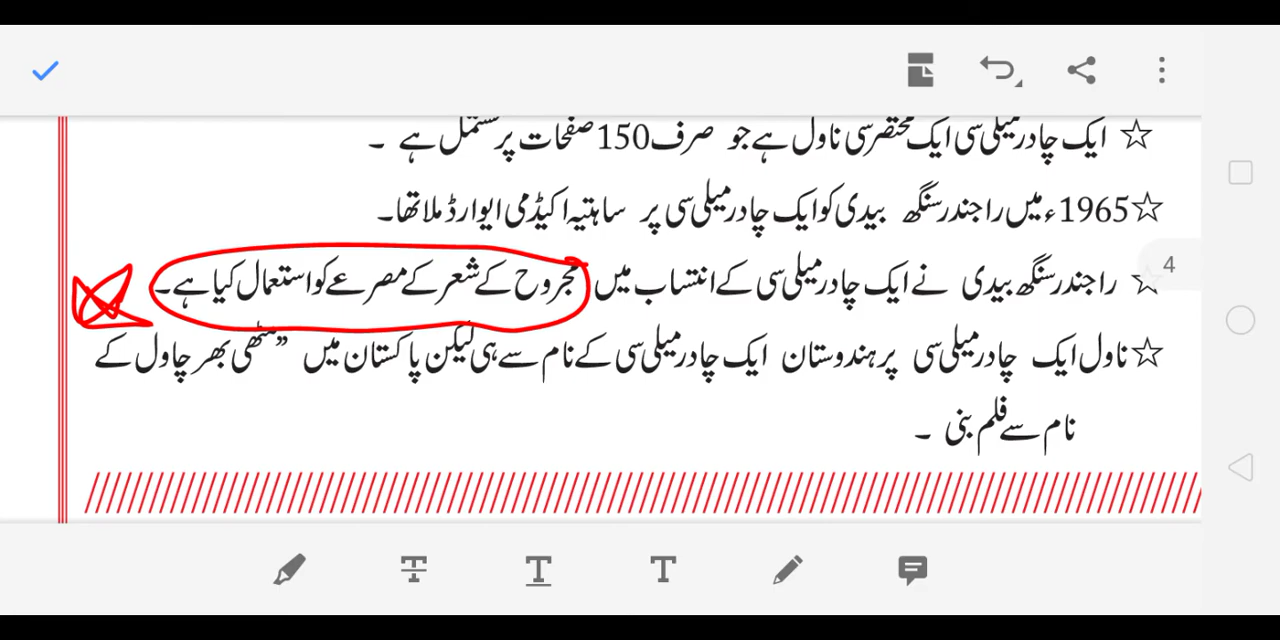 ☆ ایک چادر میلی سی ایک مختصر سی ناول ہے جو صرف 150 صفحات پر مشتمل ہے ۔
☆ 1965ء میں راجندر سنگھ بیدی کو ایک چادر میلی سی پر ساہتیہ اکیڈمی ایوارڈ ملا تھا۔
☆ راجندر سنگھ بیدی نے ایک چادر میلی سی کے انتساب میں مجروح کے شعر کے مصرعے کو استعمال کیا ہے۔
4
☆ ناول ایک چادر میلی سی پر ہندوستان ایک چادر میلی سی کے نام سے ہی لیکن پاکستان میں ”مٹھی بھر چاول کے
نام سے فلم بنی ۔